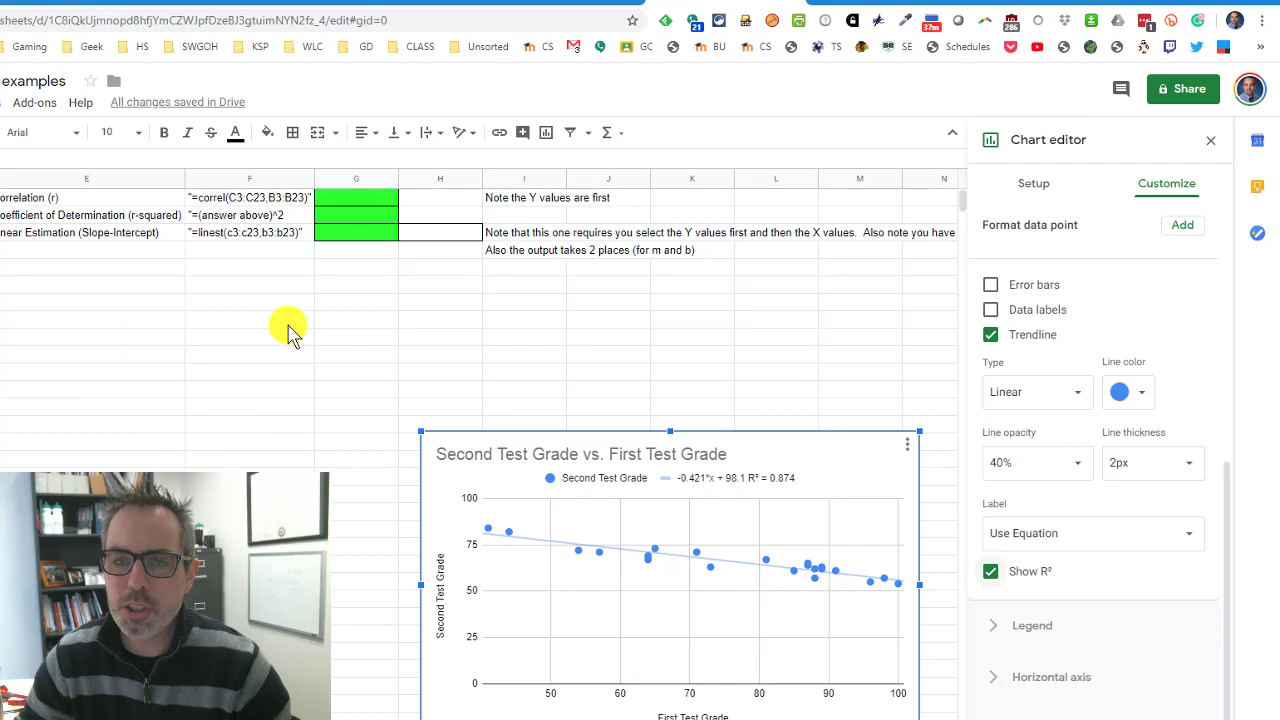 sheets/d/1C8iQkUjmnopd8hfjYmCZWJpfDzeBJ3gtuimNYN2fz_4/edit#gid=0
Gaming Geek HS SWGOH KSP WLC GD CLASS Unsorted CS GC BU CS TS SE Schedules
21 37m 286 1
examples
Add-ons Help All changes saved in Drive
Share
Arial 10
Chart editor
Setup Customize
E F G H I J K L M N
orrelation (r) "=correl(C3:C23,B3:B23)" Note the Y values are first
oefficient of Determination (r-squared) "=(answer above)^2
near Estimation (Slope-Intercept) "=linest(c3:c23,b3:b23)" Note that this one requires you select the Y values first and then the X values. Also note you have
Also the output takes 2 places (for m and b)
Format data point Add
Error bars
Data labels
Trendline
Type Line color
Linear
Line opacity Line thickness
40% 2px
Label
Use Equation
Show R²
Legend
Horizontal axis
Second Test Grade vs. First Test Grade
Second Test Grade -0.421*x + 98.1 R² = 0.874
100
75
50
25
0
Second Test Grade
50 60 70 80 90 100
First Test Grade